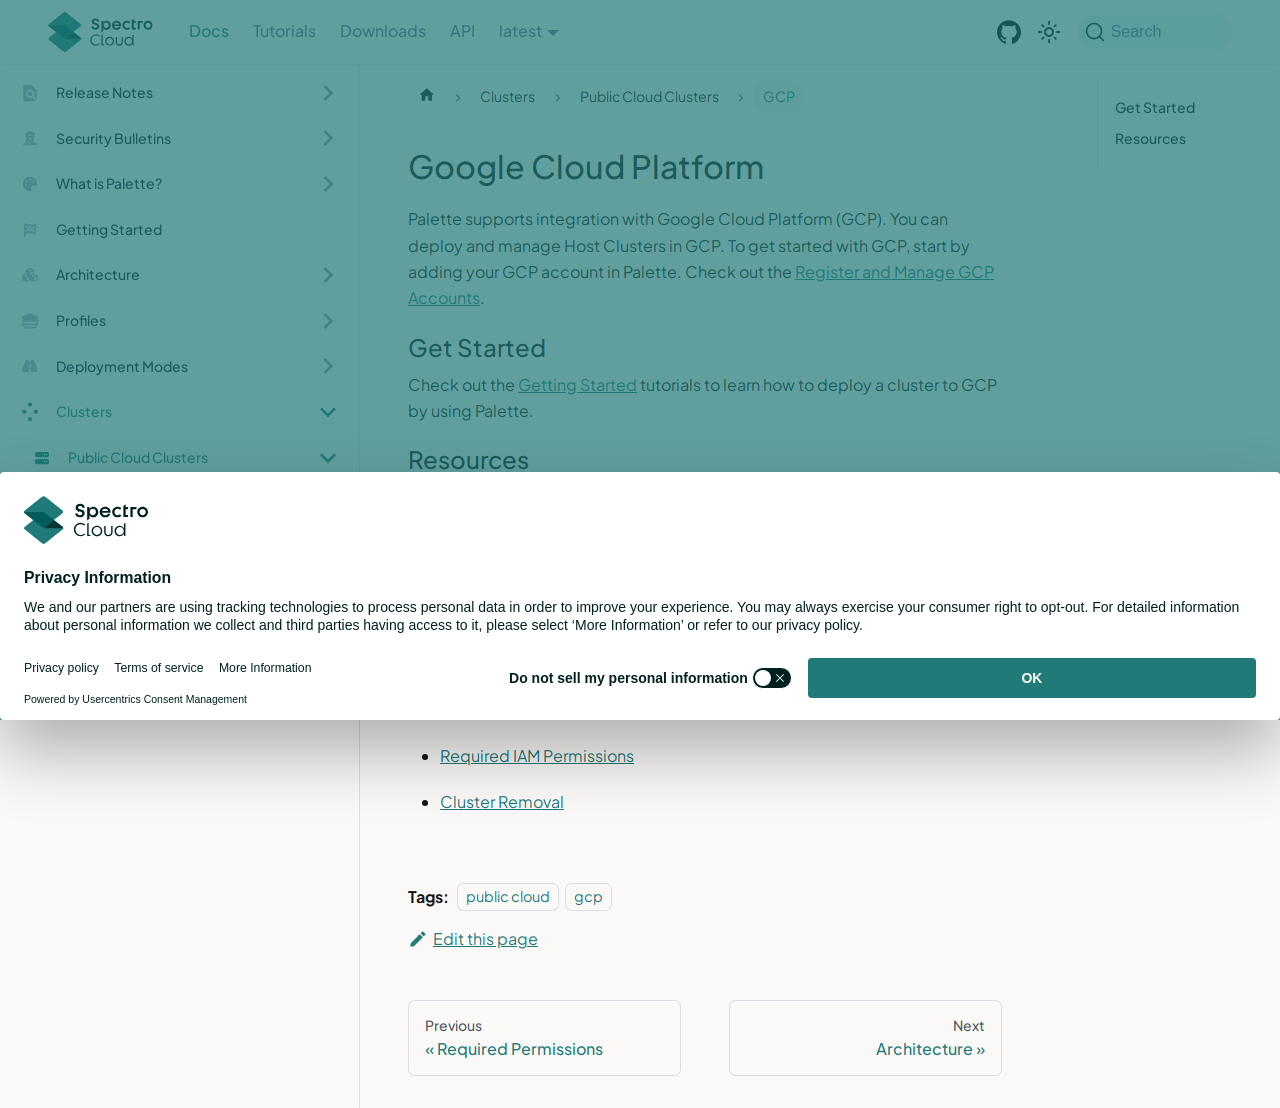 Spectro Cloud
Docs
Tutorials
Downloads
API
latest
Search
Release Notes
Security Bulletins
What is Palette?
Getting Started
Architecture
Profiles
Deployment Modes
Clusters
Public Cloud Clusters
Clusters
Public Cloud Clusters
GCP
Google Cloud Platform
Palette supports integration with Google Cloud Platform (GCP). You can
deploy and manage Host Clusters in GCP. To get started with GCP, start by
adding your GCP account in Palette. Check out the Register and Manage GCP
Accounts.
Get Started
Check out the Getting Started tutorials to learn how to deploy a cluster to GCP
by using Palette.
Resources
Get Started
Resources
Spectro
Cloud
Privacy Information
We and our partners are using tracking technologies to process personal data in order to improve your experience. You may always exercise your consumer right to opt-out. For detailed information
about personal information we collect and third parties having access to it, please select ‘More Information’ or refer to our privacy policy.
Privacy policy
Terms of service
More Information
Powered by Usercentrics Consent Management
Do not sell my personal information
OK
Required IAM Permissions
Cluster Removal
Tags:
public cloud
gcp
Edit this page
Previous
« Required Permissions
Next
Architecture »